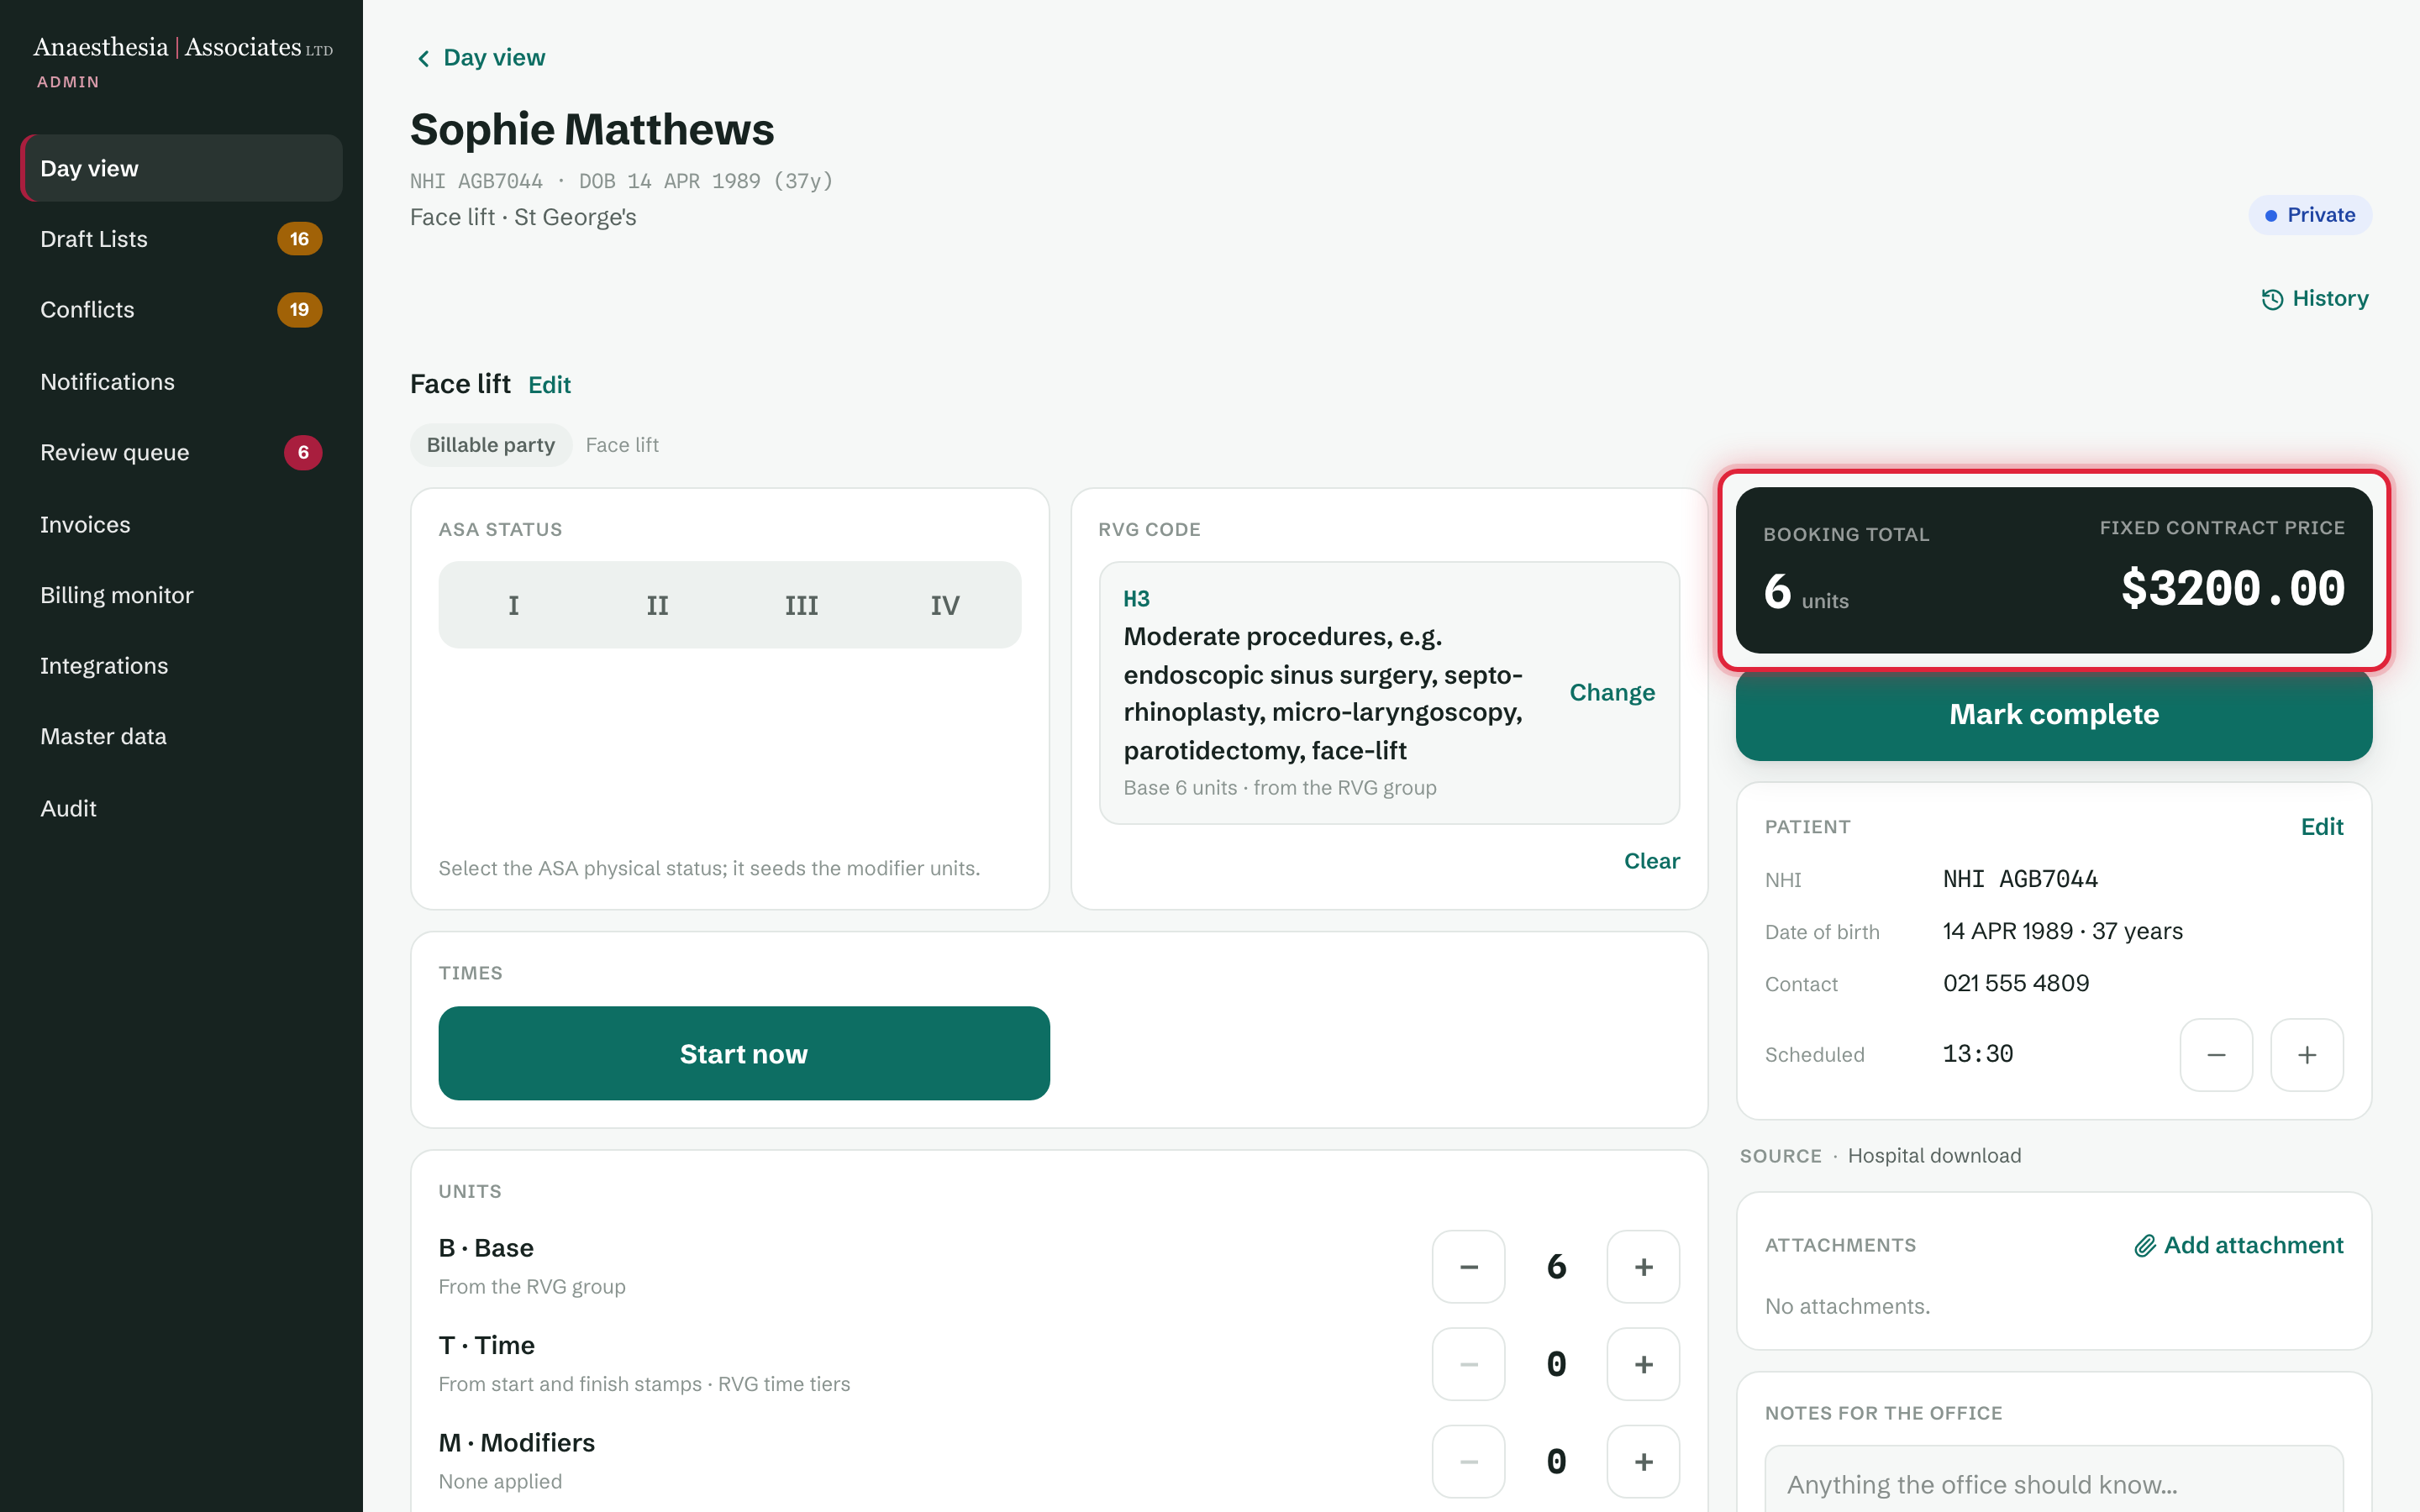 Anaesthesia | Associates LTD
ADMIN
Day view
Draft Lists 16
Conflicts 19
Notifications
Review queue 6
Invoices
Billing monitor
Integrations
Master data
Audit
Day view
Sophie Matthews
NHI AGB7044 · DOB 14 APR 1989 (37y)
Face lift · St George's
Private
History
Face lift Edit
Billable party Face lift
ASA STATUS
I II III IV
Select the ASA physical status; it seeds the modifier units.
RVG CODE
H3
Moderate procedures, e.g.
endoscopic sinus surgery, septo-
rhinoplasty, micro-laryngoscopy,
parotidectomy, face-lift
Base 6 units · from the RVG group
Change
Clear
BOOKING TOTAL
6 units
FIXED CONTRACT PRICE
$3200.00
Mark complete
TIMES
Start now
UNITS
B · Base
From the RVG group
− 6 +
T · Time
From start and finish stamps · RVG time tiers
− 0 +
M · Modifiers
None applied
− 0 +
PATIENT Edit
NHI NHI AGB7044
Date of birth 14 APR 1989 · 37 years
Contact 021 555 4809
Scheduled 13:30 − +
SOURCE · Hospital download
ATTACHMENTS Add attachment
No attachments.
NOTES FOR THE OFFICE
Anything the office should know…